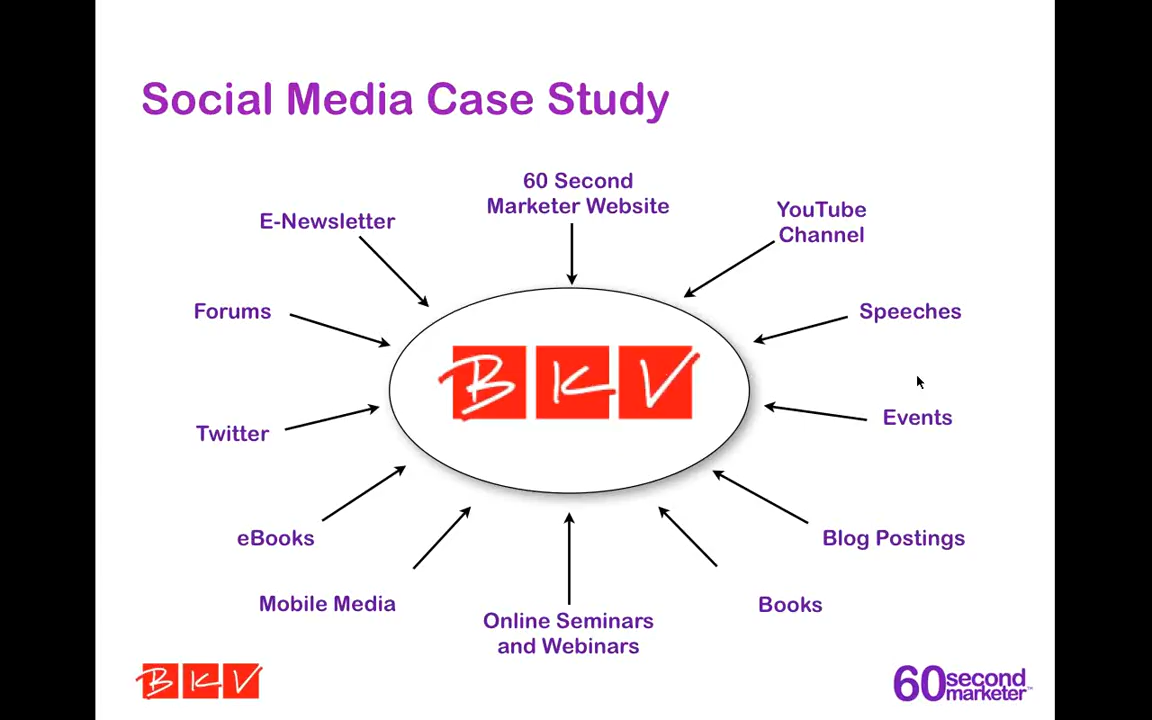 Social Media Case Study
60 Second
Marketer Website
E-Newsletter
YouTube
Channel
Forums
Speeches
BKV
Twitter
Events
eBooks
Blog Postings
Mobile Media
Books
Online Seminars
and Webinars
BKV
60second
marketer™